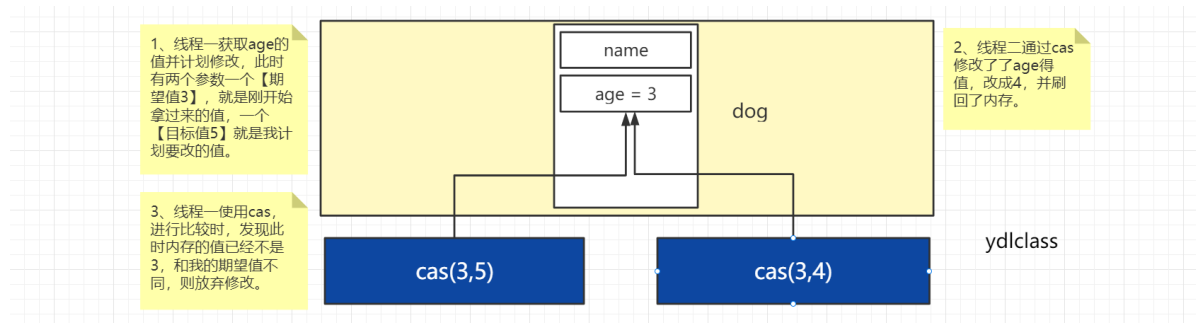 1、线程一获取age的
值并计划修改，此时
有两个参数一个【期
望值3】，就是刚开始
拿过来的值，一个
【目标值5】就是我计
划要改的值。
name
age = 3
dog
2、线程二通过cas
修改了了age得
值，改成4，并刷
回了内存。
3、线程一使用cas，
进行比较时，发现此
时内存的值已经不是
3，和我的期望值不
同，则放弃修改。
cas(3,5)
cas(3,4)
ydlclass